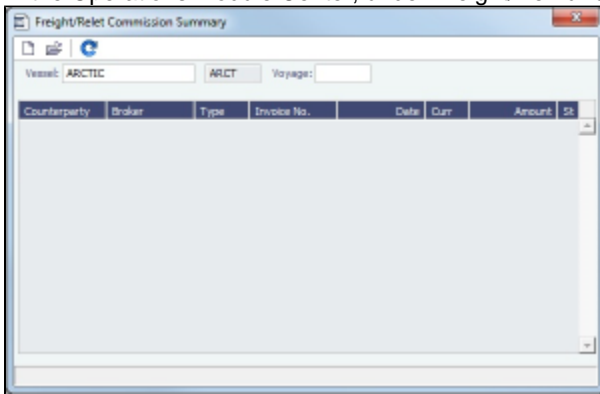 Freight/Relet Commission Summary
Vessel: ARCTIC ARCT Voyage:
Counterparty Broker Type Invoice No. Date Curr Amount St